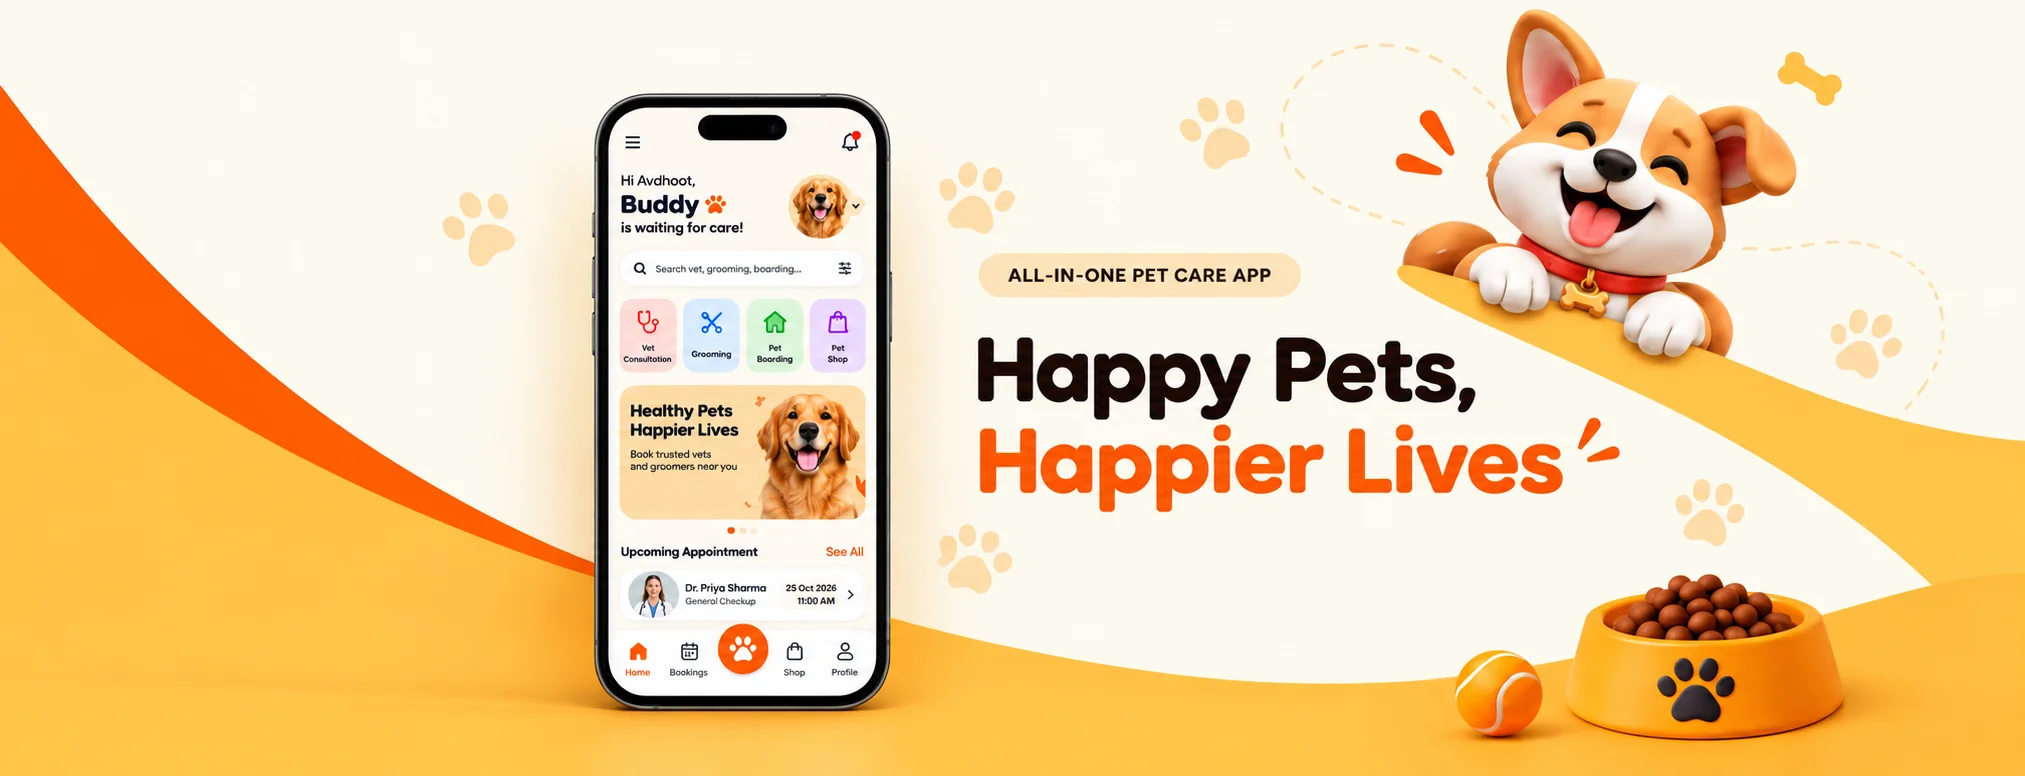 Hi Avdhoot,
Buddy
is waiting for care!
Search vet, grooming, boarding...
Vet
Consultation
Grooming
Pet
Boarding
Pet
Shop
Healthy Pets
Happier Lives
Book trusted vets
and groomers near you
Upcoming Appointment
See All
Dr. Priya Sharma
General Checkup
25 Oct 2026
11:00 AM
Home
Bookings
Shop
Profile
ALL-IN-ONE PET CARE APP
Happy Pets,
Happier Lives